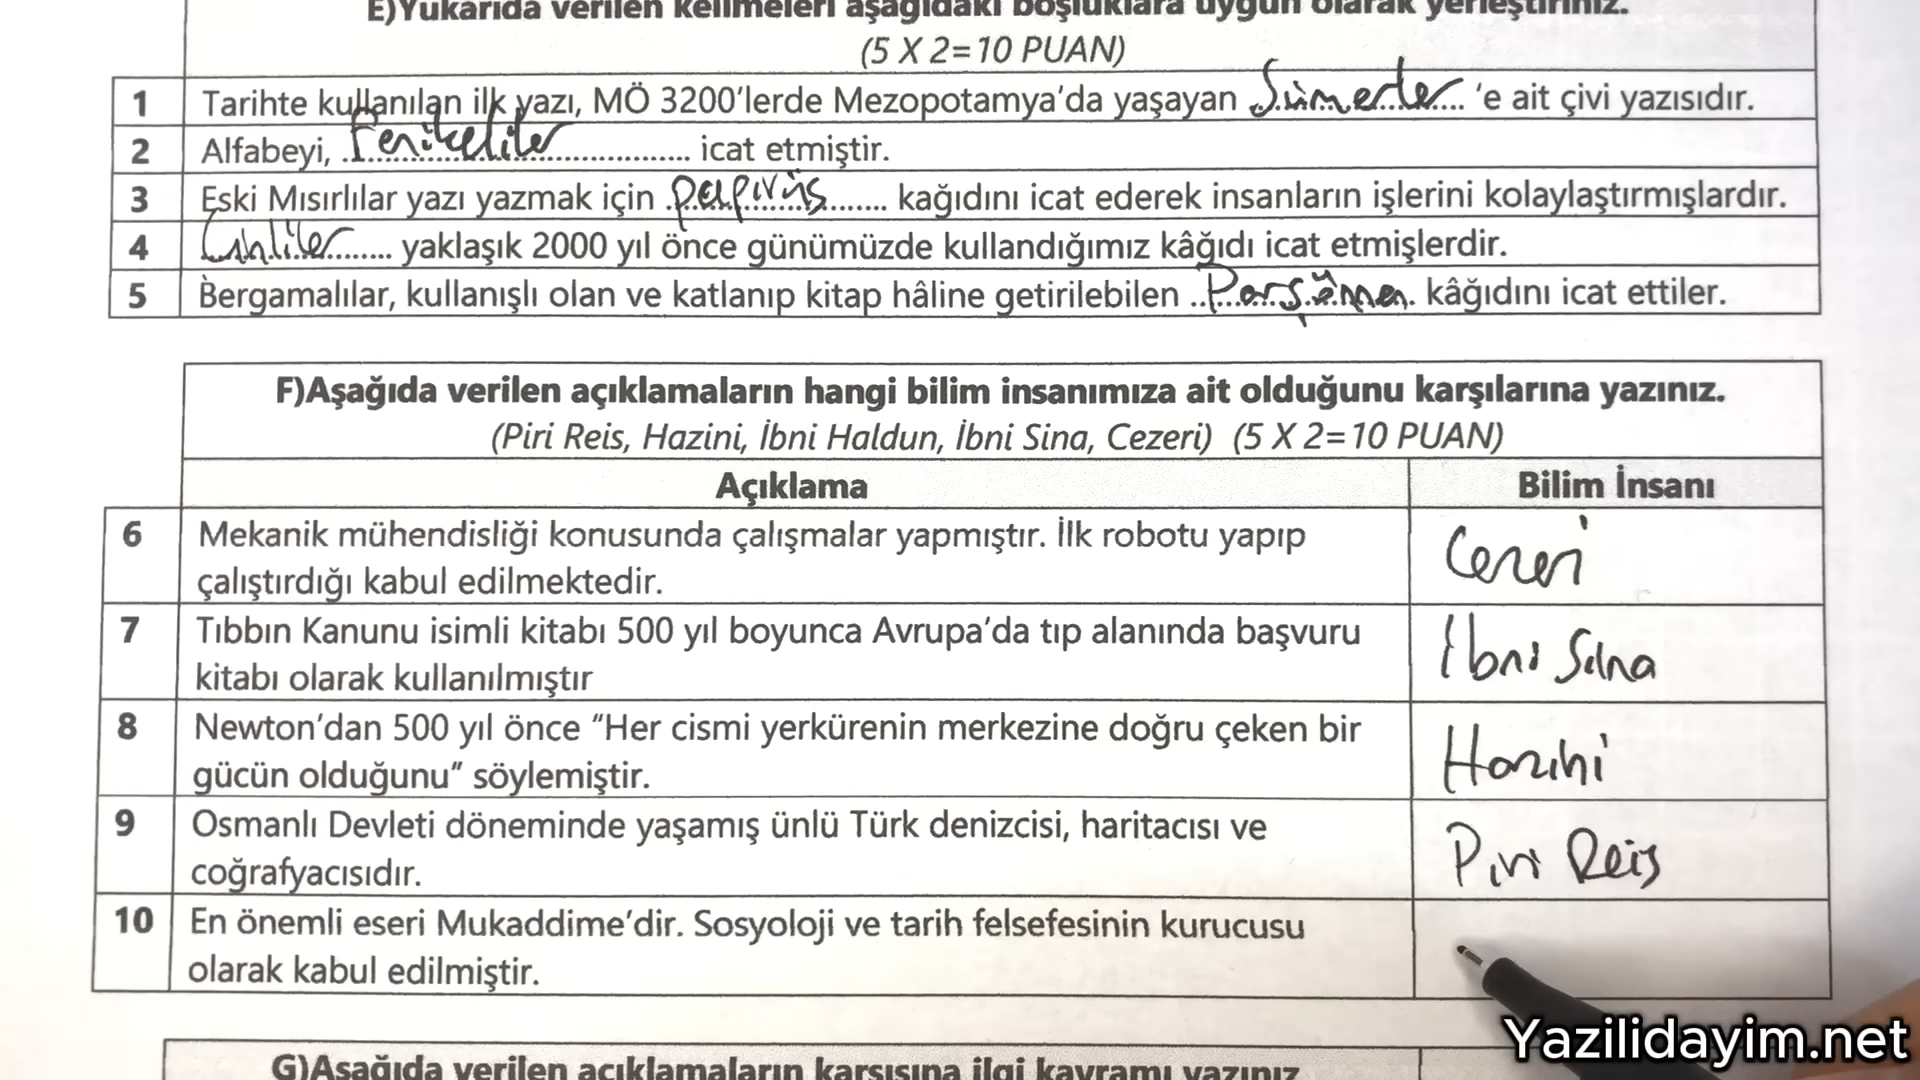 E)Yukarıda verilen kelimeleri aşağıdaki boşluklara uygun olarak yerleştiriniz.
(5 X 2=10 PUAN)
1 Tarihte kullanılan ilk yazı, MÖ 3200'lerde Mezopotamya'da yaşayan Sümerler 'e ait çivi yazısıdır.
2 Alfabeyi, Fenikeliler icat etmiştir.
3 Eski Mısırlılar yazı yazmak için papirüs kağıdını icat ederek insanların işlerini kolaylaştırmışlardır.
4 Çinliler yaklaşık 2000 yıl önce günümüzde kullandığımız kâğıdı icat etmişlerdir.
5 Bergamalılar, kullanışlı olan ve katlanıp kitap hâline getirilebilen Parşömen kâğıdını icat ettiler.
F)Aşağıda verilen açıklamaların hangi bilim insanımıza ait olduğunu karşılarına yazınız.
(Piri Reis, Hazini, İbni Haldun, İbni Sina, Cezeri) (5 X 2=10 PUAN)
Açıklama Bilim İnsanı
6 Mekanik mühendisliği konusunda çalışmalar yapmıştır. İlk robotu yapıp Cezeri
çalıştırdığı kabul edilmektedir.
7 Tıbbın Kanunu isimli kitabı 500 yıl boyunca Avrupa'da tıp alanında başvuru İbni Sina
kitabı olarak kullanılmıştır
8 Newton'dan 500 yıl önce “Her cismi yerkürenin merkezine doğru çeken bir Hazini
gücün olduğunu” söylemiştir.
9 Osmanlı Devleti döneminde yaşamış ünlü Türk denizcisi, haritacısı ve Piri Reis
coğrafyacısıdır.
10 En önemli eseri Mukaddime'dir. Sosyoloji ve tarih felsefesinin kurucusu
olarak kabul edilmiştir.
G)Aşağıda verilen açıklamaların karşısına ilgi kavramı yazınız
Yazilidayim.net